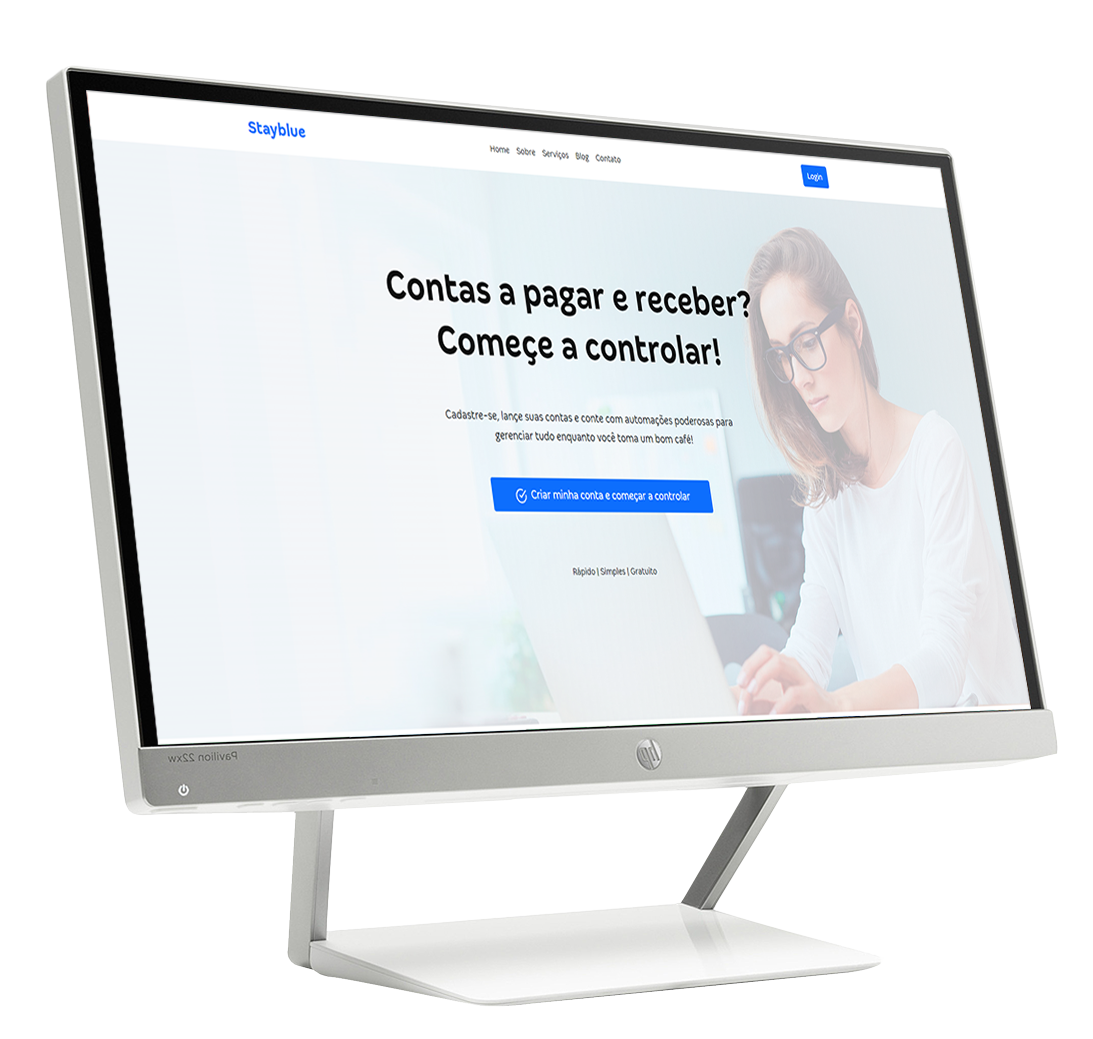 Stayblue
Home Sobre Serviços Blog Contato
Login
Contas a pagar e receber?
Começe a controlar!
Cadastre-se, lançe suas contas e conte com automações poderosas para
gerenciar tudo enquanto você toma um bom café!
Criar minha conta e começar a controlar
Rápido | Simples | Gratuito
Pavilion 22xw
hp